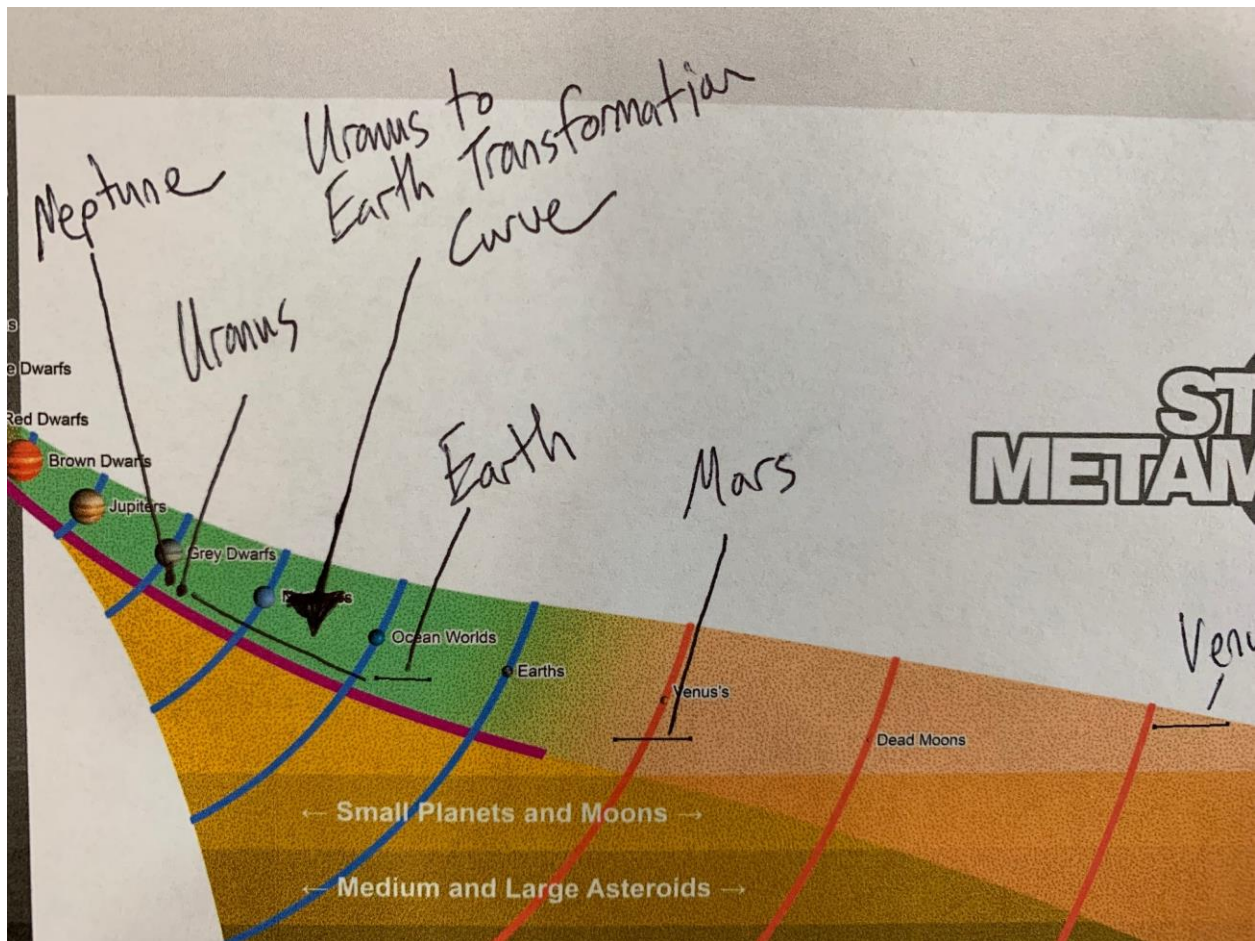 Uranus to
Earth Transformation
Curve
Neptune
Uranus
Earth
Mars
s
e Dwarfs
Red Dwarfs
Brown Dwarfs
Jupiters
Grey Dwarfs
Ocean Worlds
Earths
Venus's
Dead Moons
ST
METAM
Venu
← Small Planets and Moons →
← Medium and Large Asteroids →